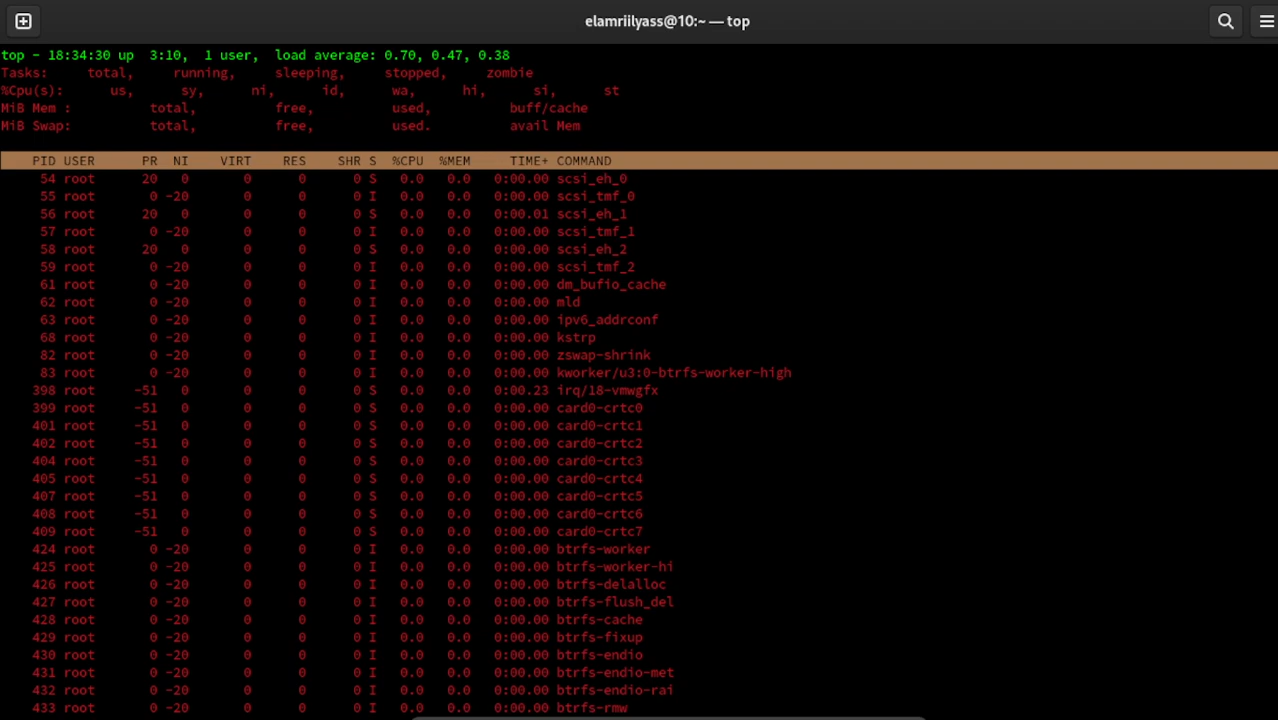 elamriilyass@10:~ — top
top - 18:34:30 up  3:10,  1 user,  load average: 0.70, 0.47, 0.38
Tasks:     total,     running,     sleeping,     stopped,     zombie
%Cpu(s):      us,      sy,      ni,      id,      wa,      hi,      si,      st
MiB Mem :          total,          free,          used,          buff/cache
MiB Swap:          total,          free,          used.          avail Mem
PID USER      PR  NI    VIRT    RES    SHR S  %CPU  %MEM     TIME+ COMMAND
54 root      20   0       0      0      0 S   0.0   0.0   0:00.00 scsi_eh_0
55 root       0 -20       0      0      0 I   0.0   0.0   0:00.00 scsi_tmf_0
56 root      20   0       0      0      0 S   0.0   0.0   0:00.01 scsi_eh_1
57 root       0 -20       0      0      0 I   0.0   0.0   0:00.00 scsi_tmf_1
58 root      20   0       0      0      0 S   0.0   0.0   0:00.00 scsi_eh_2
59 root       0 -20       0      0      0 I   0.0   0.0   0:00.00 scsi_tmf_2
61 root       0 -20       0      0      0 I   0.0   0.0   0:00.00 dm_bufio_cache
62 root       0 -20       0      0      0 I   0.0   0.0   0:00.00 mld
63 root       0 -20       0      0      0 I   0.0   0.0   0:00.00 ipv6_addrconf
68 root       0 -20       0      0      0 I   0.0   0.0   0:00.00 kstrp
82 root       0 -20       0      0      0 I   0.0   0.0   0:00.00 zswap-shrink
83 root       0 -20       0      0      0 I   0.0   0.0   0:00.00 kworker/u3:0-btrfs-worker-high
398 root     -51   0       0      0      0 S   0.0   0.0   0:00.23 irq/18-vmwgfx
399 root     -51   0       0      0      0 S   0.0   0.0   0:00.00 card0-crtc0
401 root     -51   0       0      0      0 S   0.0   0.0   0:00.00 card0-crtc1
402 root     -51   0       0      0      0 S   0.0   0.0   0:00.00 card0-crtc2
404 root     -51   0       0      0      0 S   0.0   0.0   0:00.00 card0-crtc3
405 root     -51   0       0      0      0 S   0.0   0.0   0:00.00 card0-crtc4
407 root     -51   0       0      0      0 S   0.0   0.0   0:00.00 card0-crtc5
408 root     -51   0       0      0      0 S   0.0   0.0   0:00.00 card0-crtc6
409 root     -51   0       0      0      0 S   0.0   0.0   0:00.00 card0-crtc7
424 root       0 -20       0      0      0 I   0.0   0.0   0:00.00 btrfs-worker
425 root       0 -20       0      0      0 I   0.0   0.0   0:00.00 btrfs-worker-hi
426 root       0 -20       0      0      0 I   0.0   0.0   0:00.00 btrfs-delalloc
427 root       0 -20       0      0      0 I   0.0   0.0   0:00.00 btrfs-flush_del
428 root       0 -20       0      0      0 I   0.0   0.0   0:00.00 btrfs-cache
429 root       0 -20       0      0      0 I   0.0   0.0   0:00.00 btrfs-fixup
430 root       0 -20       0      0      0 I   0.0   0.0   0:00.00 btrfs-endio
431 root       0 -20       0      0      0 I   0.0   0.0   0:00.00 btrfs-endio-met
432 root       0 -20       0      0      0 I   0.0   0.0   0:00.00 btrfs-endio-rai
433 root       0 -20       0      0      0 I   0.0   0.0   0:00.00 btrfs-rmw